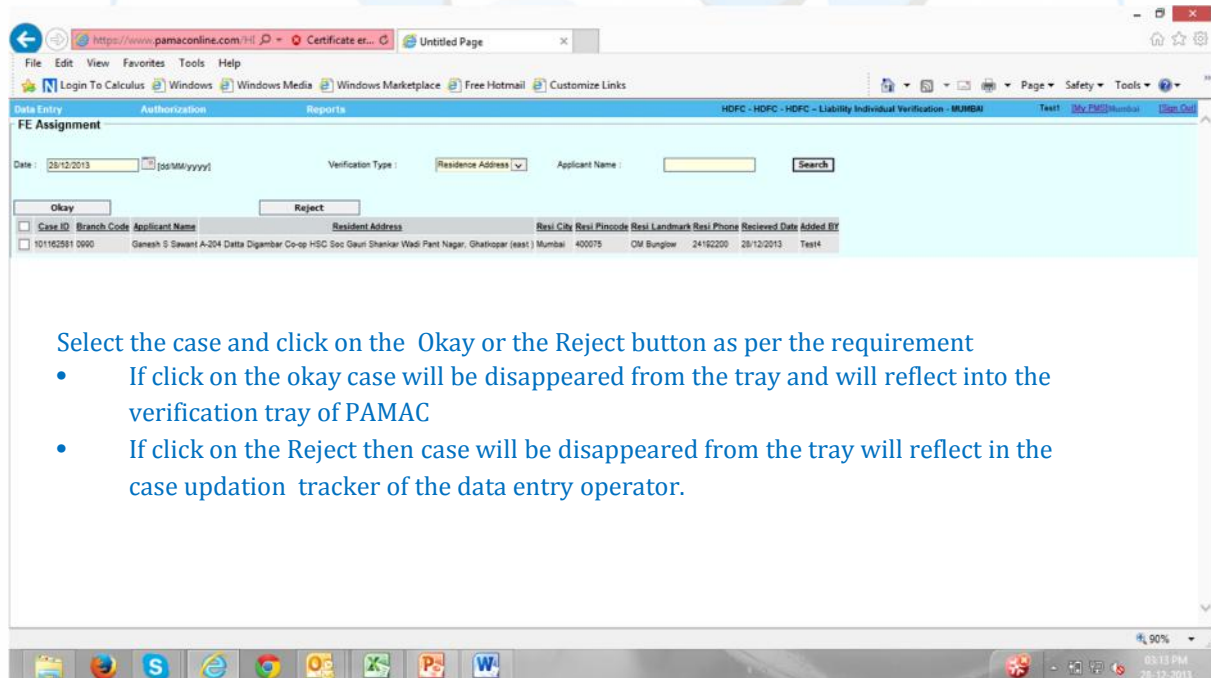 https://www.pamaconline.com/HI
Certificate er...
Untitled Page
File Edit View Favorites Tools Help
Login To Calculus Windows Windows Media Windows Marketplace Free Hotmail Customize Links
Page Safety Tools
Data Entry Authorization Reports HDFC - HDFC - HDFC – Liability Individual Verification - MUMBAI Test1 [My PMS]Mumbai [Sign Out]
FE Assignment
Date : 28/12/2013 [dd/MM/yyyy] Verification Type : Residence Address Applicant Name : Search
Okay Reject
Case ID Branch Code Applicant Name Resident Address Resi City Resi Pincode Resi Landmark Resi Phone Recieved Date Added BY
101162581 0990 Ganesh S Sawant A-204 Datta Digambar Co-op HSC Soc Gauri Shankar Wadi Pant Nagar, Ghatkopar (east ) Mumbai 400075 OM Bunglow 24192200 28/12/2013 Test4
Select the case and click on the Okay or the Reject button as per the requirement
• If click on the okay case will be disappeared from the tray and will reflect into the
verification tray of PAMAC
• If click on the Reject then case will be disappeared from the tray will reflect in the
case updation tracker of the data entry operator.
90%
03:13 PM
28-12-2013